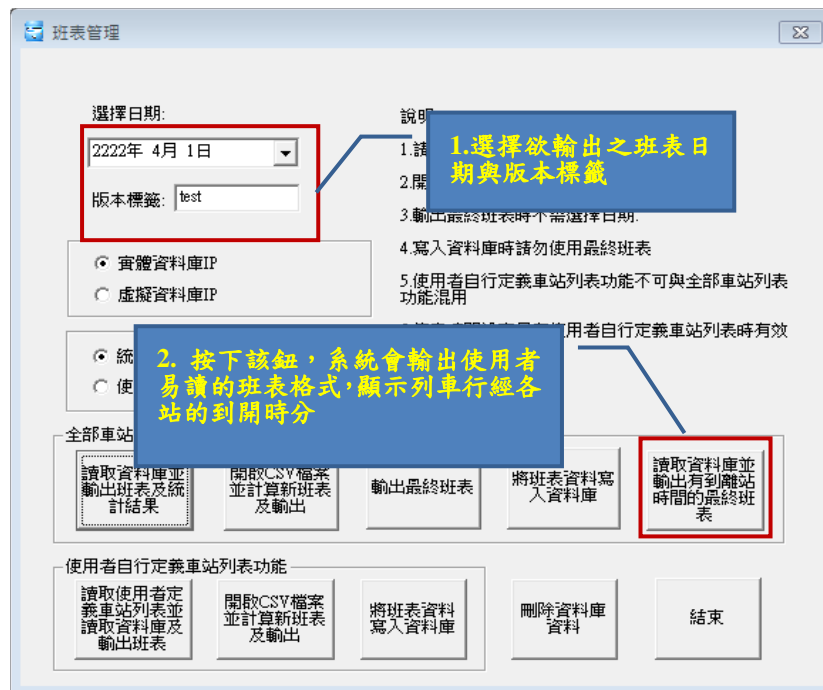 班表管理
選擇日期:
2222年 4月 1日
版本標籤: test
實體資料庫IP
虛擬資料庫IP
統
使
說明
1.請
2.開
3.輸出最終班表時不需選擇日期.
4.寫入資料庫時請勿使用最終班表
5.使用者自行定義車站列表功能不可與全部車站列表
功能混用
使用者自行定義車站列表時有效
1.選擇欲輸出之班表日
期與版本標籤
2. 按下該鈕，系統會輸出使用者
易讀的班表格式，顯示列車行經各
站的到開時分
全部車站
讀取資料庫並
輸出班表及統
計結果
開啟CSV檔案
並計算新班表
及輸出
輸出最終班表
將班表資料寫
入資料庫
讀取資料庫並
輸出有到離站
時間的最終班
表
使用者自行定義車站列表功能
讀取使用者定
義車站列表並
讀取資料庫及
輸出班表
開啟CSV檔案
並計算新班表
及輸出
將班表資料
寫入資料庫
刪除資料庫
資料
結束